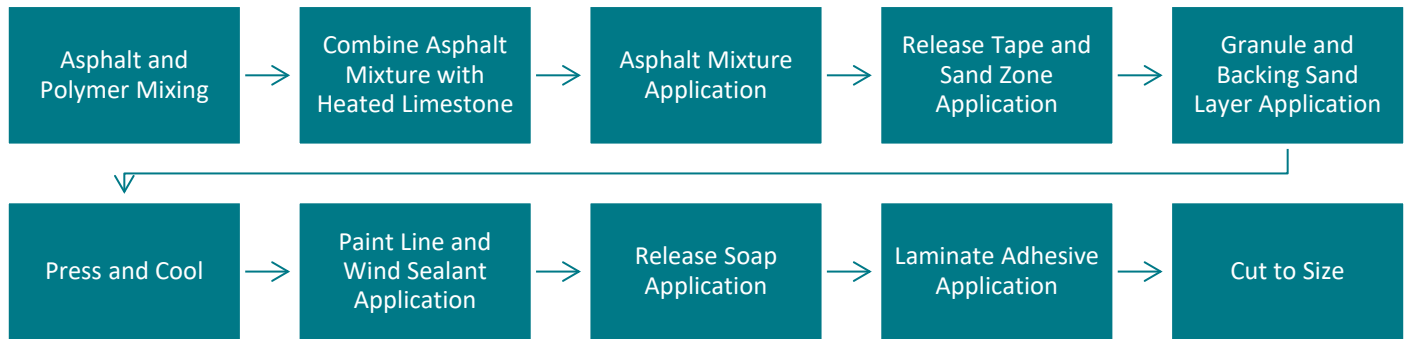 Asphalt and
Polymer Mixing
Combine Asphalt
Mixture with
Heated Limestone
Asphalt Mixture
Application
Release Tape and
Sand Zone
Application
Granule and
Backing Sand
Layer Application
Press and Cool
Paint Line and
Wind Sealant
Application
Release Soap
Application
Laminate Adhesive
Application
Cut to Size